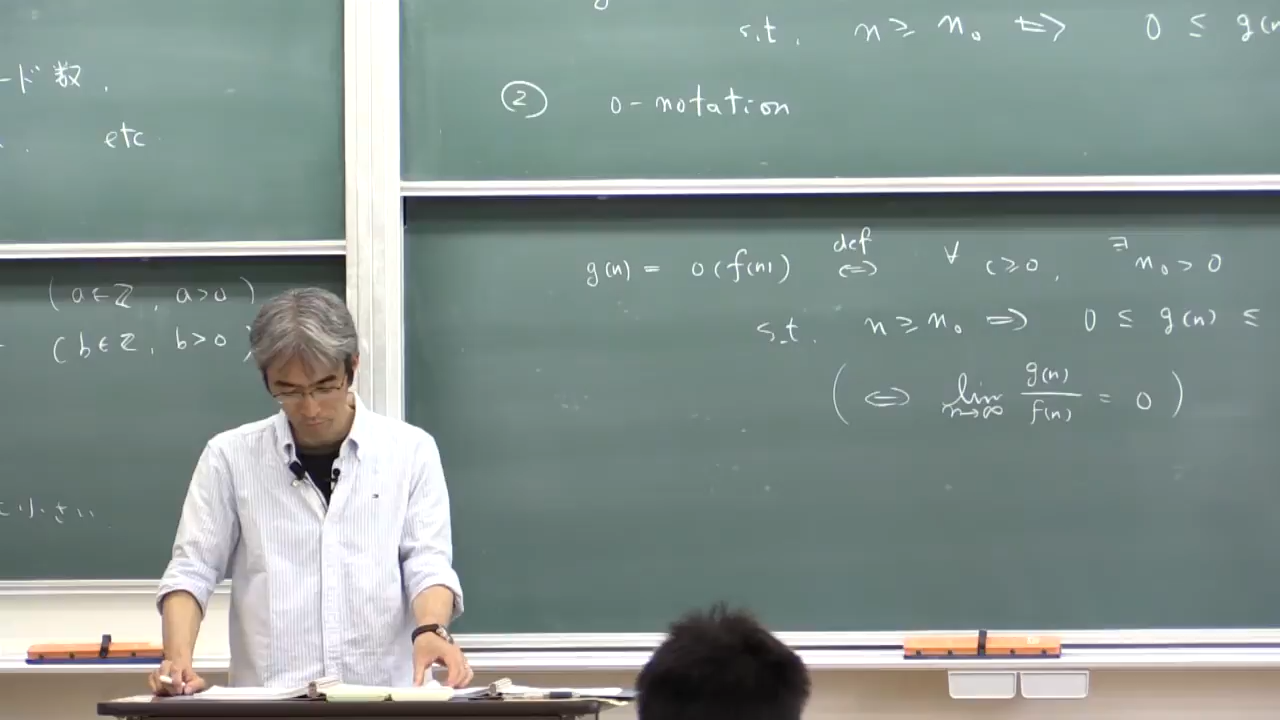 ード数.
etc.
(a∈ℤ, a>0)
(b∈ℤ, b>0)
小さい
s.t. n≥n₀ ⟺ 0 ≤ g(n
② o-notation
g(n) = o(f(n)) def ⟺ ∀ c≥0, ∃ n₀>0
s.t. n≥n₀ ⟹ 0 ≤ g(n) ≤
( ⟺ lim n→∞ g(n)/f(n) = 0 )